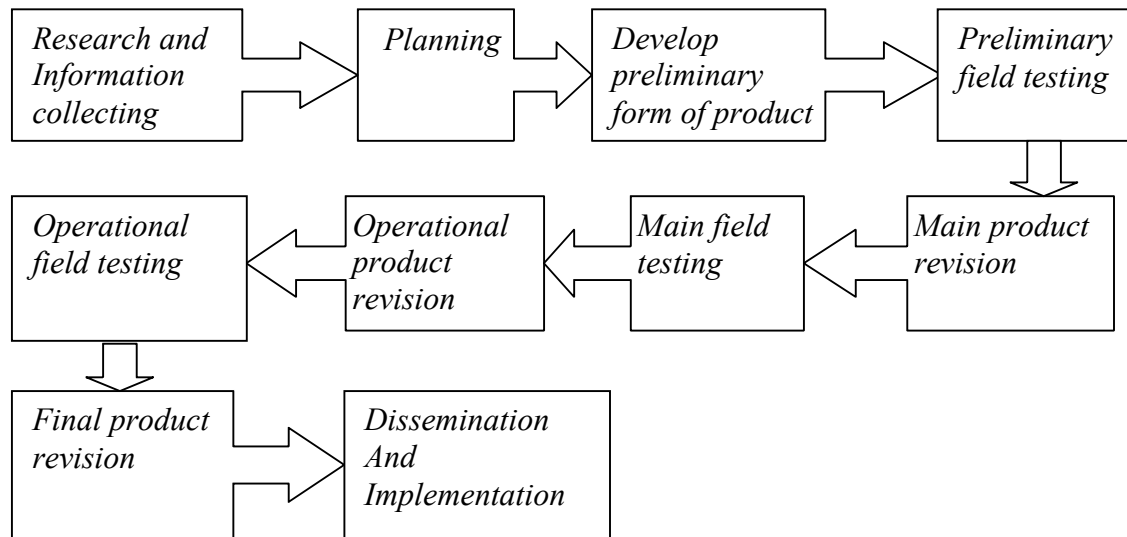 Research and
Information
collecting
Planning
Develop
preliminary
form of product
Preliminary
field testing
Main product
revision
Main field
testing
Operational
product
revision
Operational
field testing
Final product
revision
Dissemination
And
Implementation